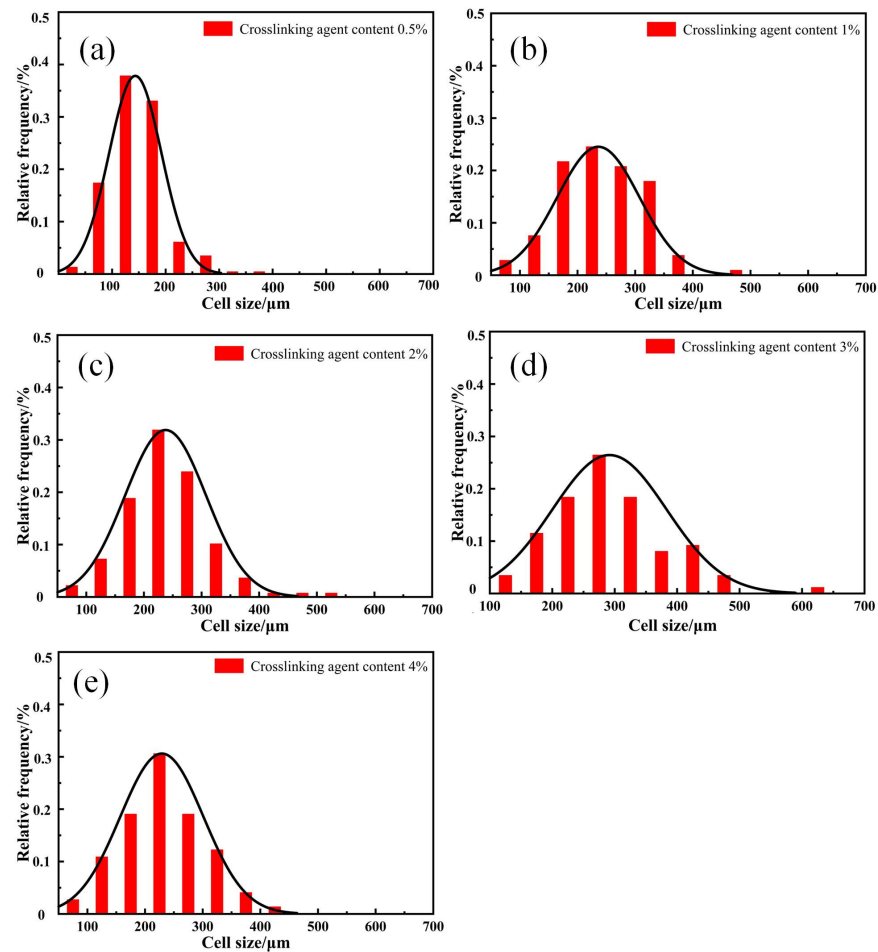 (a)
Crosslinking agent content 0.5%
Relative frequency/%
0.5
0.4
0.3
0.2
0.1
0
100 200 300 400 500 600 700
Cell size/μm
(b)
Crosslinking agent content 1%
Relative frequency/%
0.5
0.4
0.3
0.2
0.1
0
100 200 300 400 500 600 700
Cell size/μm
(c)
Crosslinking agent content 2%
Relative frequency/%
0.5
0.4
0.3
0.2
0.1
0
100 200 300 400 500 600 700
Cell size/μm
(d)
Crosslinking agent content 3%
Relative frequency/%
0.5
0.4
0.3
0.2
0.1
0
100 200 300 400 500 600 700
Cell size/μm
(e)
Crosslinking agent content 4%
Relative frequency/%
0.5
0.4
0.3
0.2
0.1
0
100 200 300 400 500 600 700
Cell size/μm